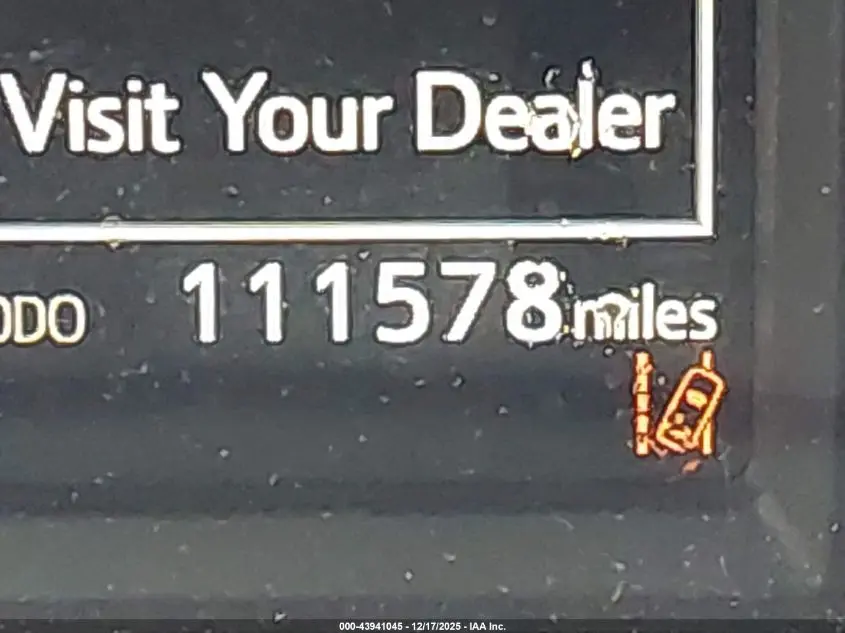 Visit Your Dealer
ODO 111578 miles
000-43941045 - 12/17/2025 - IAA Inc.